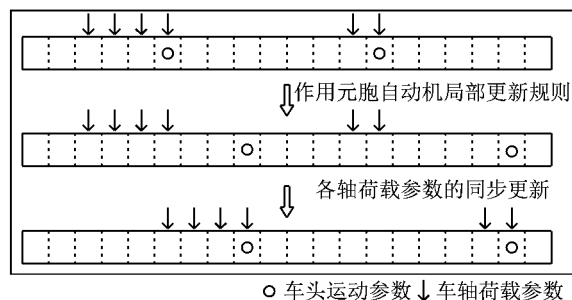 作用元胞自动机局部更新规则
各轴荷载参数的同步更新
车头运动参数 车轴荷载参数